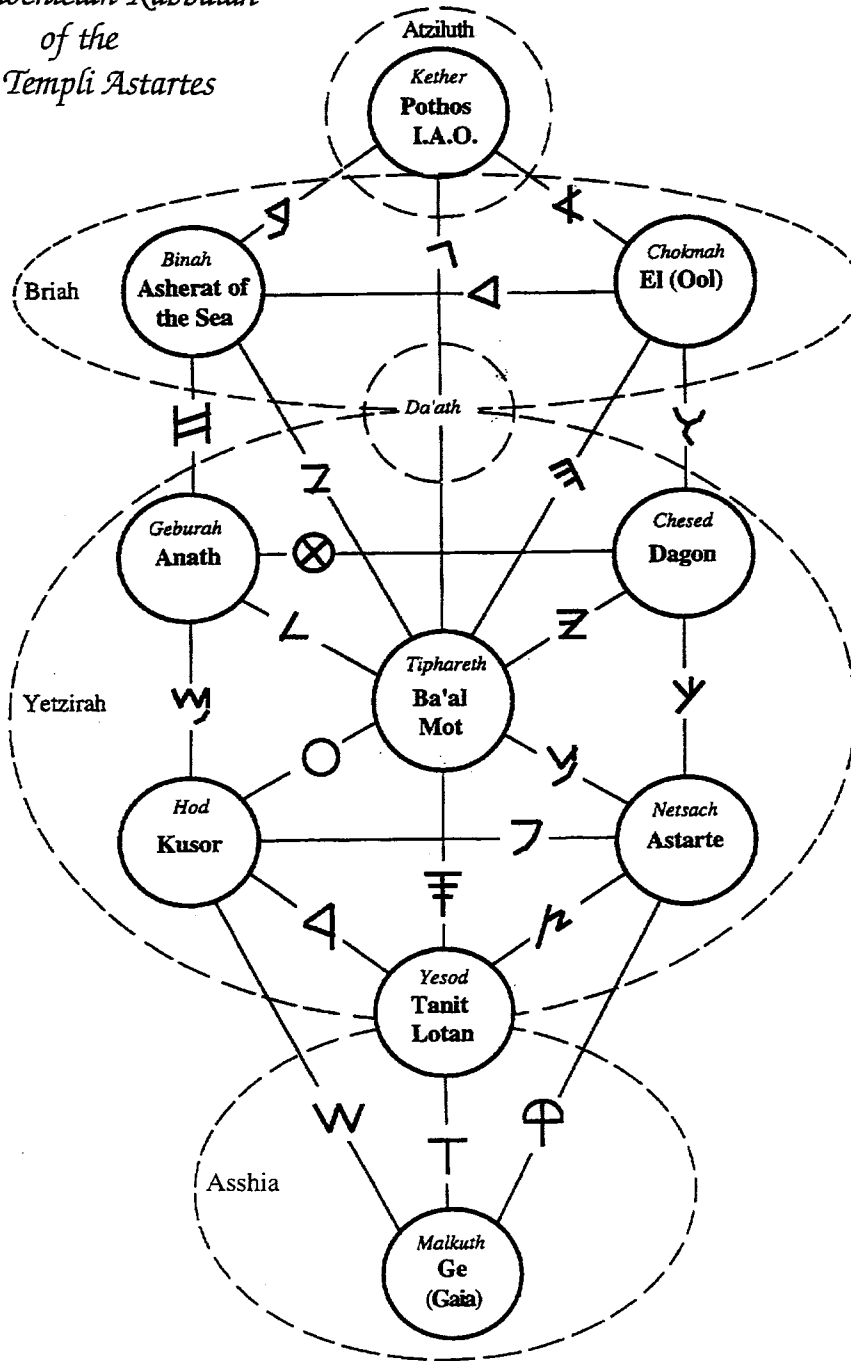 Kabbalah
of the
Templi Astartes
Atziluth
Kether
Pothos
I.A.O.
𐤂
𐤀
Binah
Asherat of
the Sea
𐤁
Chokmah
El (Ool)
Briah
𐤃
Da'ath
𐤇
𐤅
𐤆
𐤄
Geburah
Anath
𐤈
Chesed
Dagon
𐤋
𐤉
Tiphareth
Ba'al
Mot
Yetzirah
𐤌
𐤊
𐤏
𐤍
Hod
Kusor
𐤐
Netsach
Astarte
𐤎
𐤓
𐤑
Yesod
Tanit
Lotan
𐤔
𐤕
𐤒
Asshia
Malkuth
Ge
(Gaia)